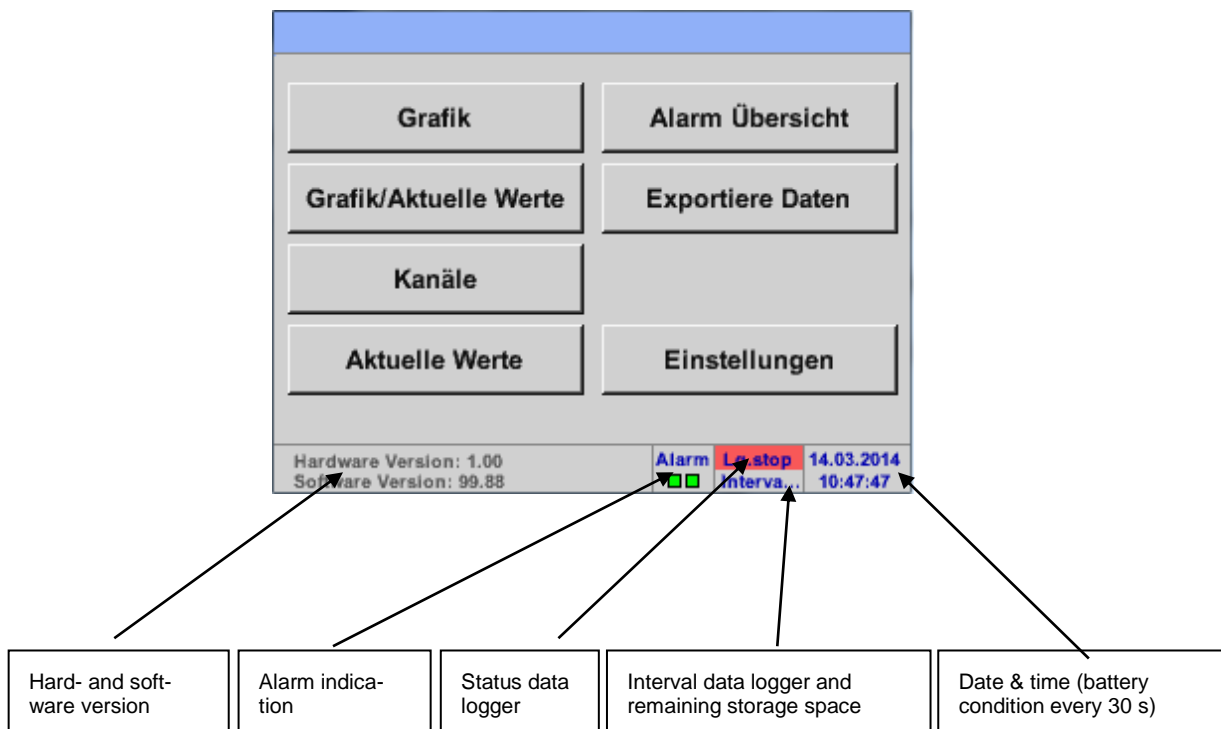 Grafik
Alarm Übersicht
Grafik/Aktuelle Werte
Exportiere Daten
Kanäle
Aktuelle Werte
Einstellungen
Hardware Version: 1.00
Software Version: 99.88
Alarm
Lg.stop
Interva...
14.03.2014
10:47:47
Hard- and soft-
ware version
Alarm indica-
tion
Status data
logger
Interval data logger and
remaining storage space
Date & time (battery
condition every 30 s)